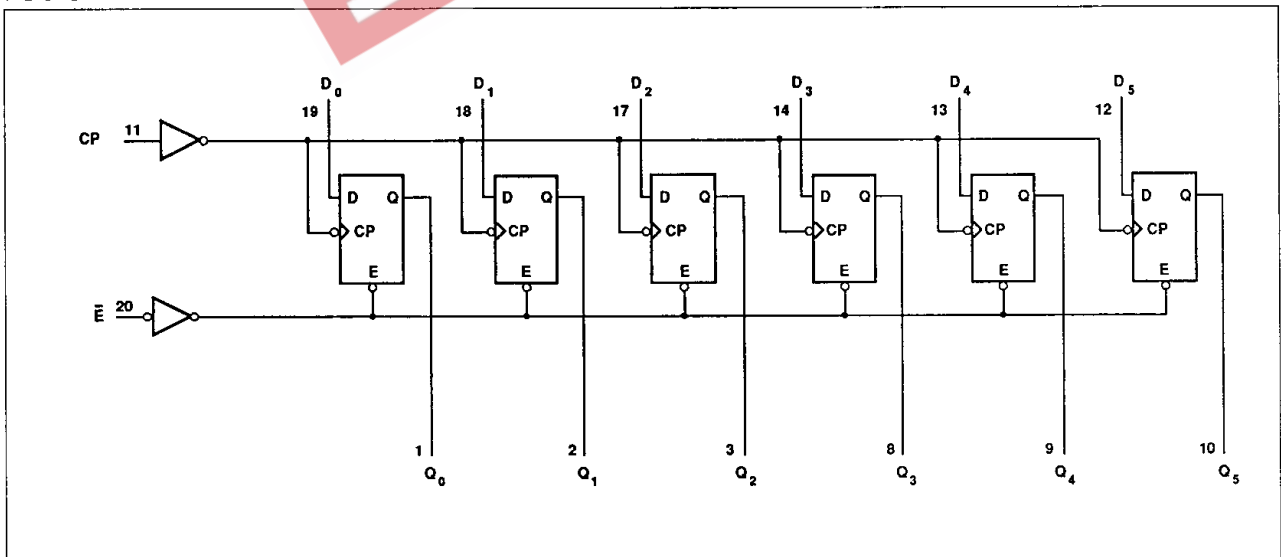 D0 D1 D2 D3 D4 D5
19 18 17 14 13 12
CP 11
D Q D Q D Q D Q D Q D Q
CP CP CP CP CP CP
E E E E E E
E̅ 20
1 2 3 8 9 10
Q0 Q1 Q2 Q3 Q4 Q5